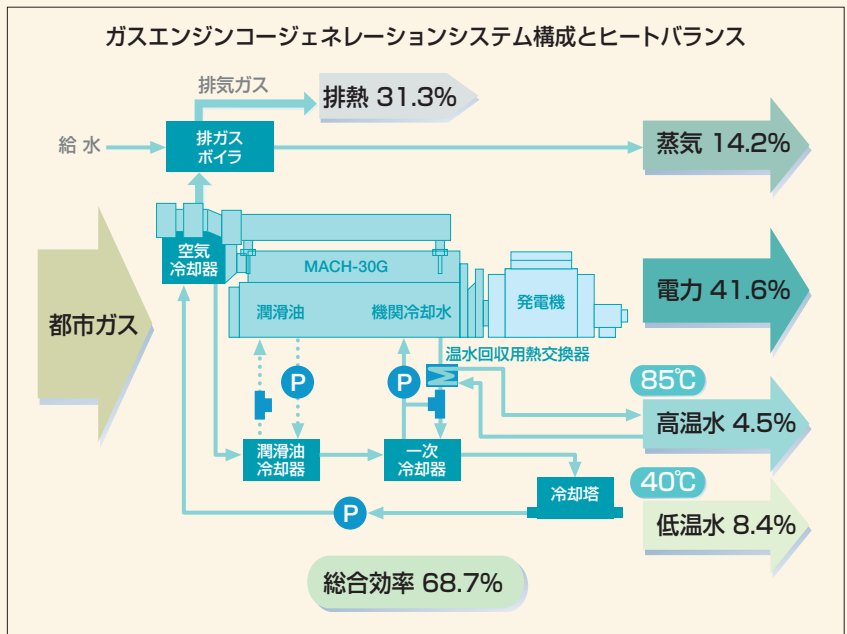 ガスエンジンコージェネレーションシステム構成とヒートバランス
排気ガス
排熱 31.3%
給水
排ガス
ボイラ
蒸気 14.2%
空気
冷却器
MACH-30G
都市ガス
潤滑油
機関冷却水
発電機
電力 41.6%
温水回収用熱交換器
P
P
85℃
高温水 4.5%
潤滑油
冷却器
一次
冷却器
40℃
冷却塔
P
低温水 8.4%
総合効率 68.7%